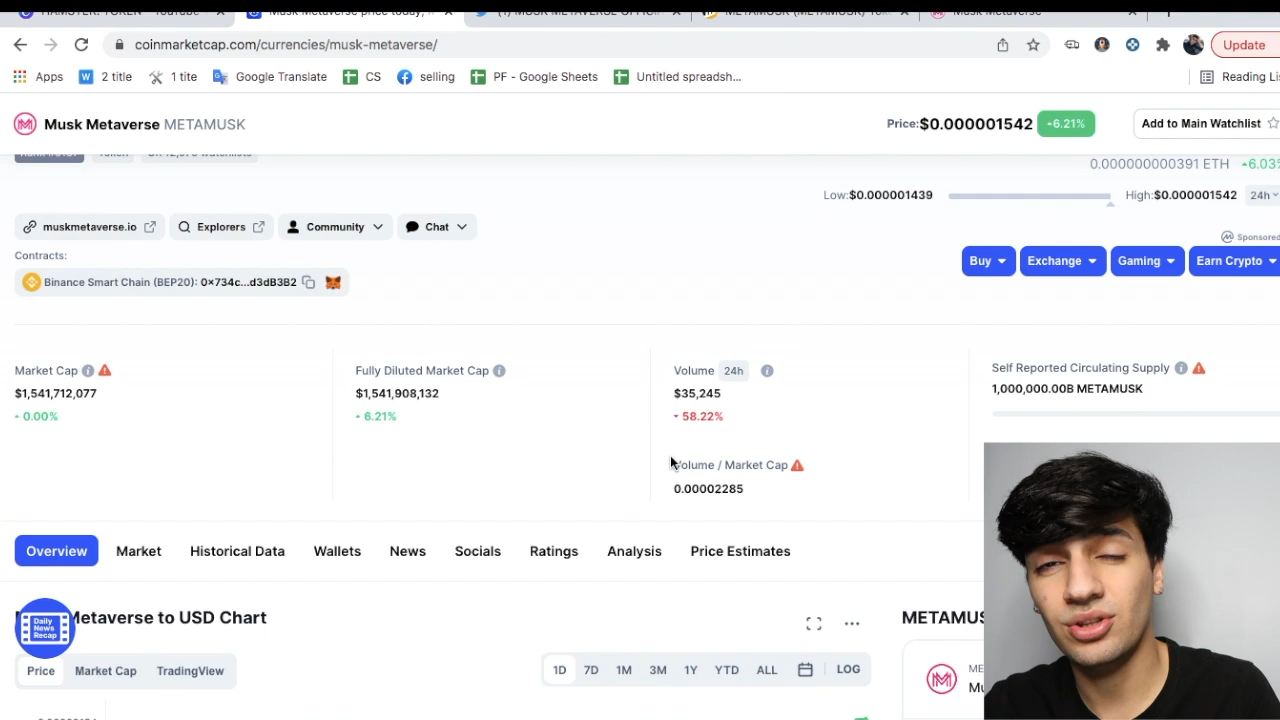 HAMSTER. TOKEN - YouTube
Musk Metaverse price today,
(1) MUSK METAVERSE OFFIC
METAMUSK (METAMUSK) Tok
Musk Metaverse
coinmarketcap.com/currencies/musk-metaverse/
Update
Apps
2 title
1 tite
Google Translate
CS
selling
PF - Google Sheets
Untitled spreadsh...
Reading Lis
Musk Metaverse METAMUSK
Price:$0.000001542
6.21%
Add to Main Watchlist
Token
0.000000000391 ETH
6.03%
Low:$0.000001439
High:$0.000001542
24h
muskmetaverse.io
Explorers
Community
Chat
Sponsored
Contracts:
Buy
Exchange
Gaming
Earn Crypto
Binance Smart Chain (BEP20): 0x734c...d3dB3B2
Market Cap
$1,541,712,077
0.00%
Fully Diluted Market Cap
$1,541,908,132
6.21%
Volume 24h
$35,245
58.22%
Volume / Market Cap
0.00002285
Self Reported Circulating Supply
1,000,000.00B METAMUSK
Overview
Market
Historical Data
Wallets
News
Socials
Ratings
Analysis
Price Estimates
Metaverse to USD Chart
Daily
News
Recap
Price
Market Cap
TradingView
1D
7D
1M
3M
1Y
YTD
ALL
LOG
METAMUS
ME
Mu